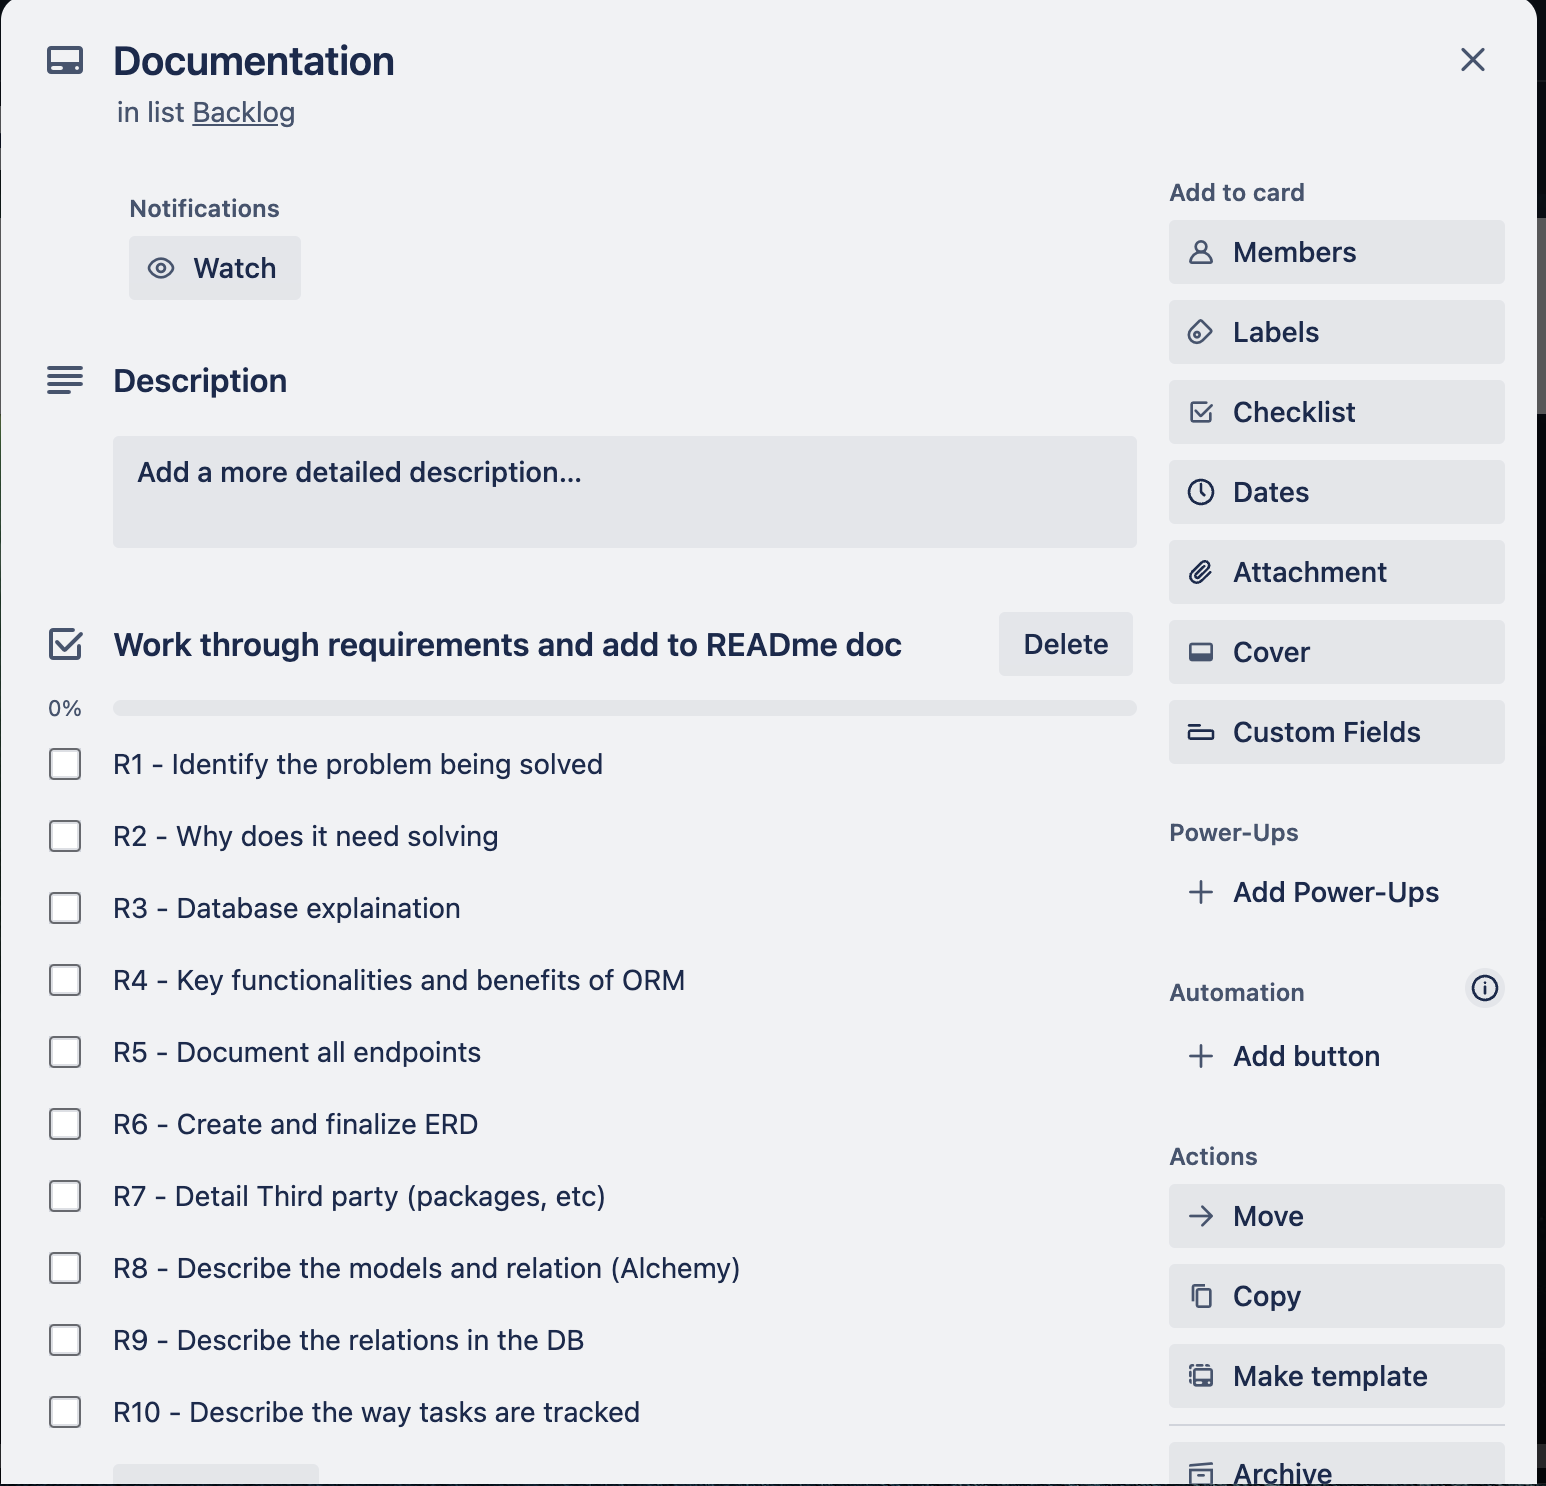 Documentation
in list Backlog
Notifications
Watch
Description
Add a more detailed description...
Work through requirements and add to READme doc
Delete
0%
R1 - Identify the problem being solved
R2 - Why does it need solving
R3 - Database explaination
R4 - Key functionalities and benefits of ORM
R5 - Document all endpoints
R6 - Create and finalize ERD
R7 - Detail Third party (packages, etc)
R8 - Describe the models and relation (Alchemy)
R9 - Describe the relations in the DB
R10 - Describe the way tasks are tracked
Add to card
Members
Labels
Checklist
Dates
Attachment
Cover
Custom Fields
Power-Ups
Add Power-Ups
Automation
Add button
Actions
Move
Copy
Make template
Archive